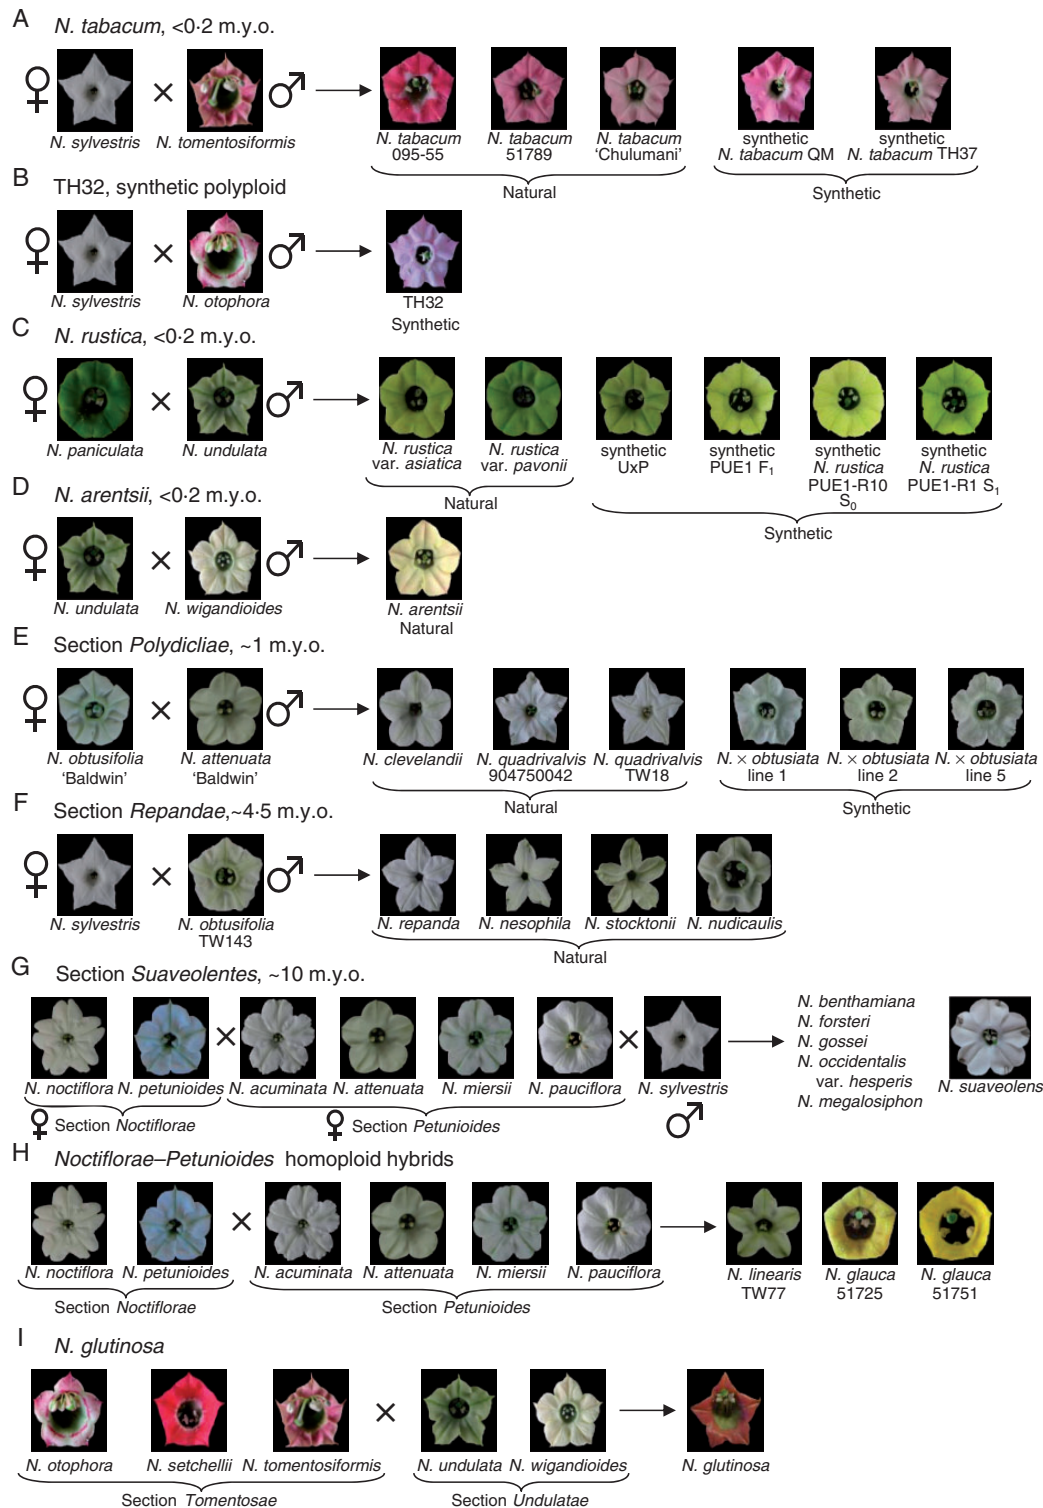 A N. tabacum, <0·2 m.y.o.
♀ × ♂
N. sylvestris N. tomentosiformis
N. tabacum 095-55
N. tabacum 51789
N. tabacum 'Chulumani'
synthetic N. tabacum QM
synthetic N. tabacum TH37
Natural Synthetic
B TH32, synthetic polyploid
♀ × ♂
N. sylvestris N. otophora
TH32
Synthetic
C N. rustica, <0·2 m.y.o.
♀ × ♂
N. paniculata N. undulata
N. rustica var. asiatica
N. rustica var. pavonii
synthetic UxP
synthetic PUE1 F1
synthetic N. rustica PUE1-R10 S0
synthetic N. rustica PUE1-R1 S1
Natural
Synthetic
D N. arentsii, <0·2 m.y.o.
♀ × ♂
N. undulata N. wigandioides
N. arentsii
Natural
E Section Polydicliae, ~1 m.y.o.
♀ × ♂
N. obtusifolia 'Baldwin'
N. attenuata 'Baldwin'
N. clevelandii
N. quadrivalvis 904750042
N. quadrivalvis TW18
N. × obtusiata line 1
N. × obtusiata line 2
N. × obtusiata line 5
Natural Synthetic
F Section Repandae,~4·5 m.y.o.
♀ × ♂
N. sylvestris
N. obtusifolia TW143
N. repanda N. nesophila N. stocktonii N. nudicaulis
Natural
G Section Suaveolentes, ~10 m.y.o.
× ×
N. noctiflora N. petunioides N. acuminata N. attenuata N. miersii N. pauciflora N. sylvestris
♀ Section Noctiflorae ♀ Section Petunioides ♂
N. benthamiana
N. forsteri
N. gossei
N. occidentalis
var. hesperis
N. megalosiphon
N. suaveolens
H Noctiflorae–Petunioides homoploid hybrids
×
N. noctiflora N. petunioides N. acuminata N. attenuata N. miersii N. pauciflora
Section Noctiflorae Section Petunioides
N. linearis TW77
N. glauca 51725
N. glauca 51751
I N. glutinosa
×
N. otophora N. setchellii N. tomentosiformis N. undulata N. wigandioides N. glutinosa
Section Tomentosae Section Undulatae